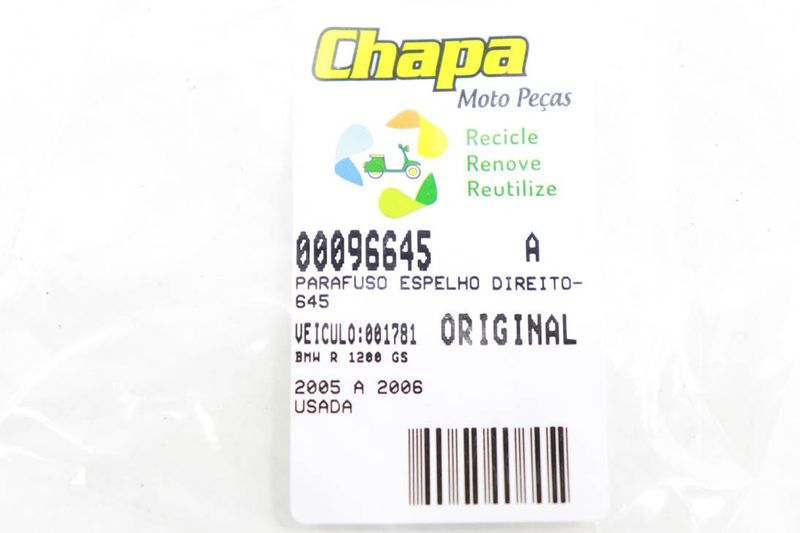 Chapa
Moto Peças
Recicle
Renove
Reutilize
00096645 A
PARAFUSO ESPELHO DIREITO-
645
VEICULO:001781 ORIGINAL
BMW R 1200 GS
2005 A 2006
USADA